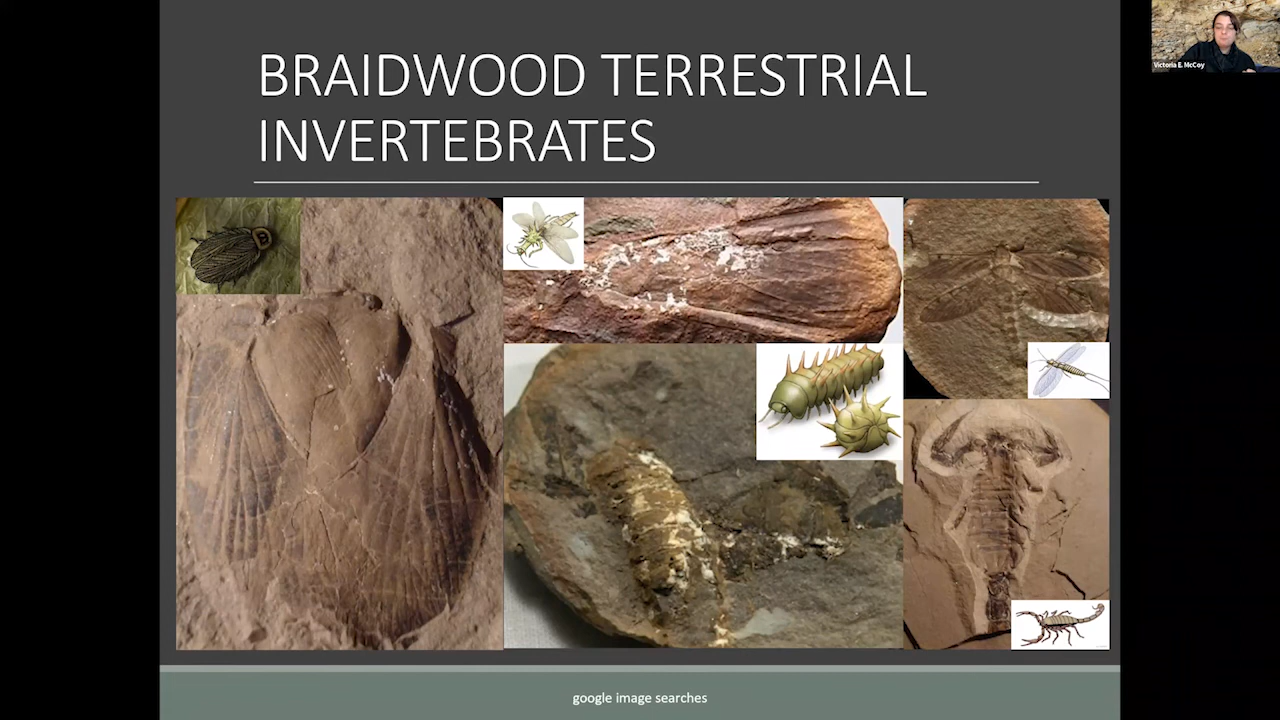 BRAIDWOOD TERRESTRIAL
INVERTEBRATES
Victoria E. McCoy
google image searches